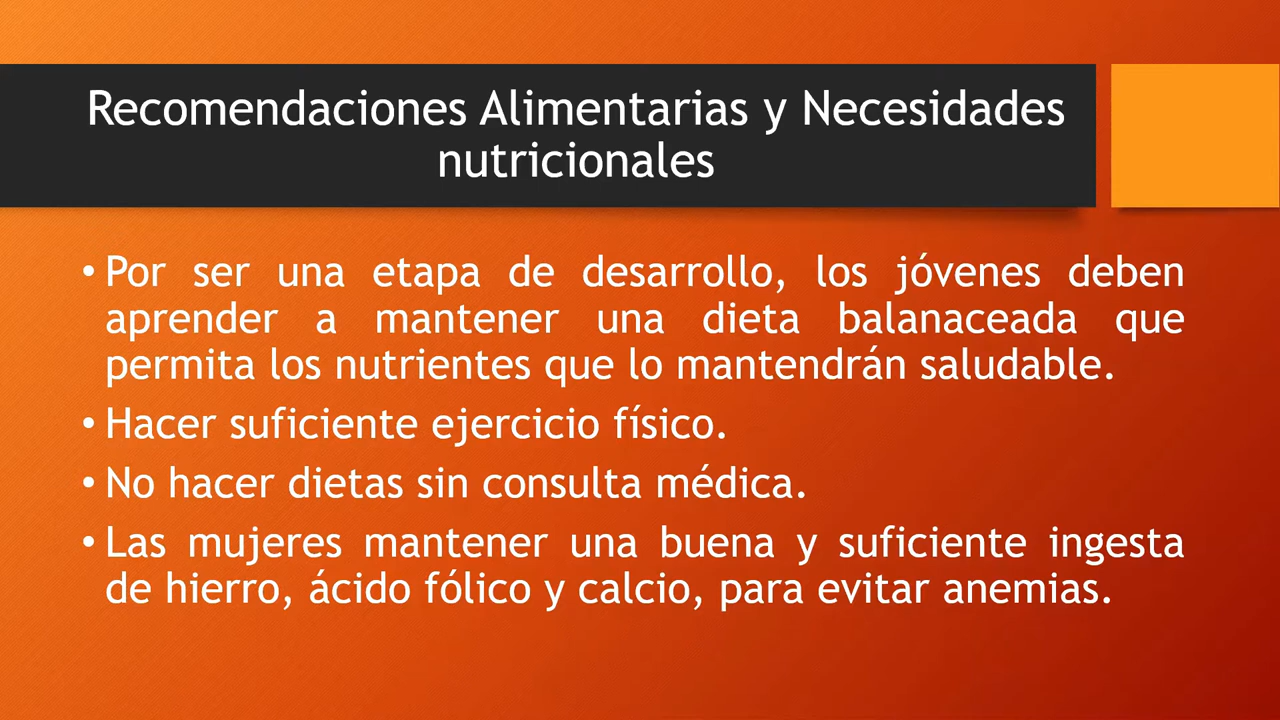 Recomendaciones Alimentarias y Necesidades
nutricionales
• Por ser una etapa de desarrollo, los jóvenes deben
aprender a mantener una dieta balanaceada que
permita los nutrientes que lo mantendrán saludable.
• Hacer suficiente ejercicio físico.
• No hacer dietas sin consulta médica.
• Las mujeres mantener una buena y suficiente ingesta
de hierro, ácido fólico y calcio, para evitar anemias.